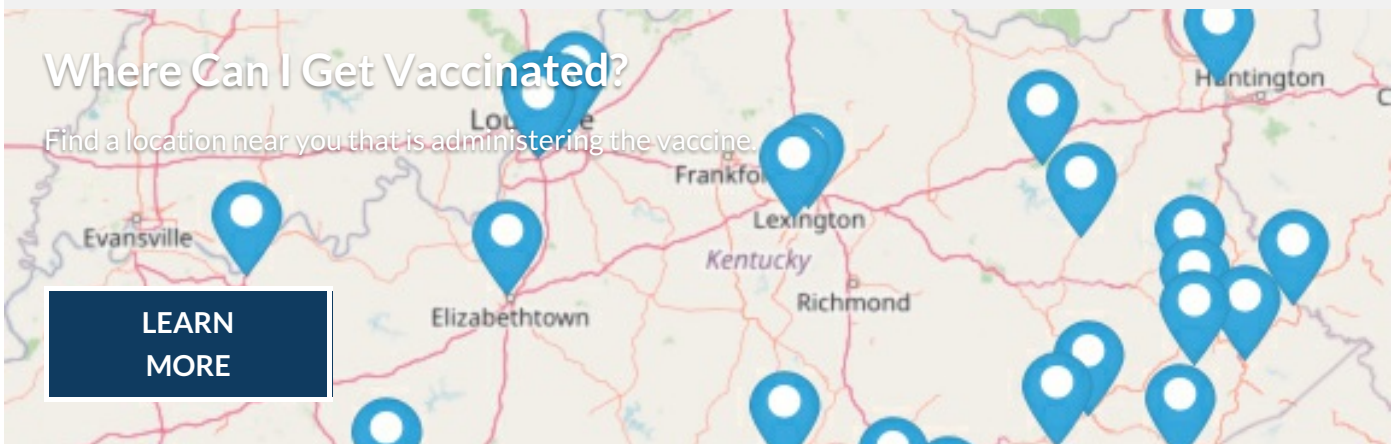 Where Can I Get Vaccinated?
Huntington
Find a location near you that is administering the vaccine.
Lexington
Evansville
Kentucky
Richmond
Elizabethtown
LEARN
MORE